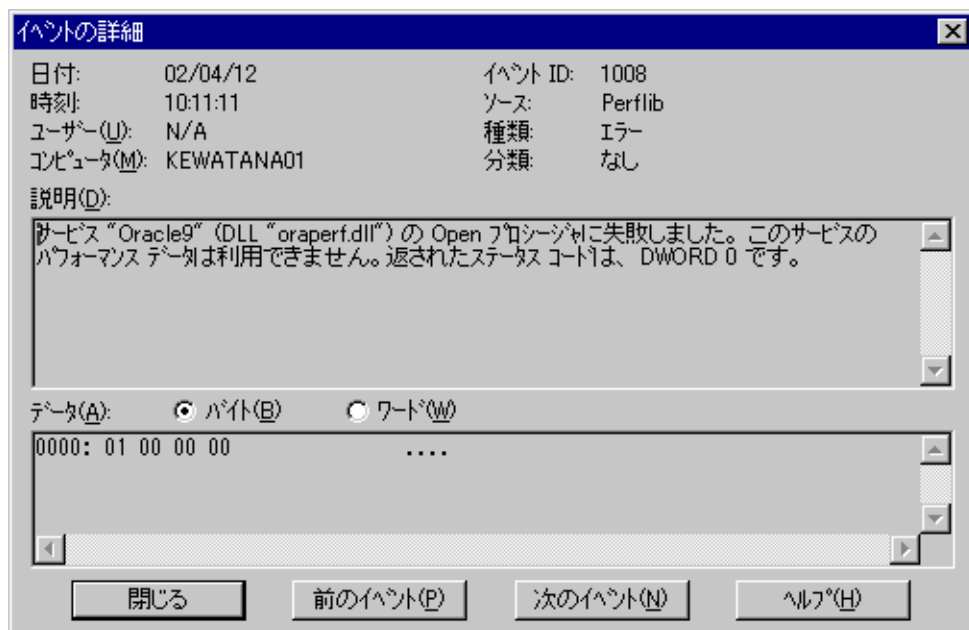 イベントの詳細
日付: 02/04/12 イベント ID: 1008
時刻: 10:11:11 ソース: Perflib
ユーザー(U): N/A 種類: エラー
コンピュータ(M): KEWATANA01 分類: なし
説明(D):
サービス "Oracle9" (DLL "oraperf.dll") の Open プロシージャに失敗しました。このサービスの
パフォーマンス データは利用できません。返されたステータス コードは、DWORD 0 です。
データ(A): バイト(B) ワード(W)
0000: 01 00 00 00 ....
閉じる 前のイベント(P) 次のイベント(N) ヘルプ(H)